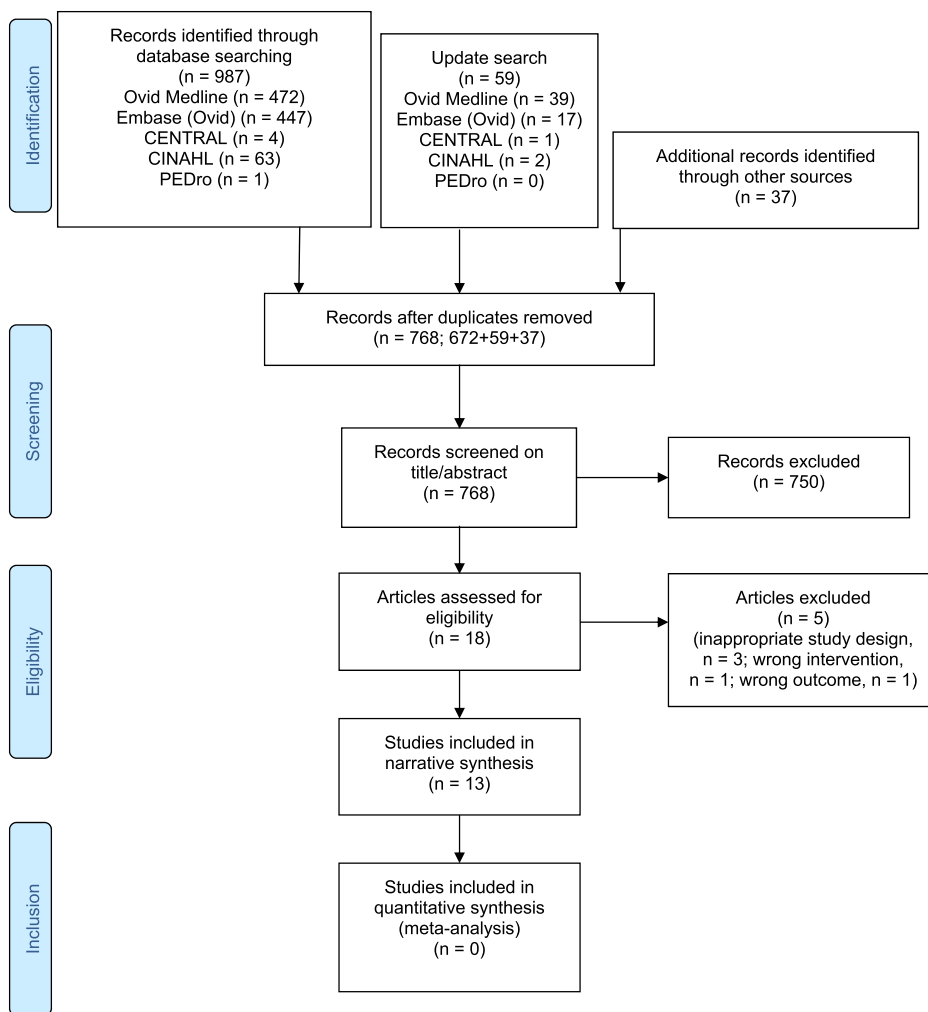 Identification
Records identified through
database searching
(n = 987)
Ovid Medline (n = 472)
Embase (Ovid) (n = 447)
CENTRAL (n = 4)
CINAHL (n = 63)
PEDro (n = 1)
Update search
(n = 59)
Ovid Medline (n = 39)
Embase (Ovid) (n = 17)
CENTRAL (n = 1)
CINAHL (n = 2)
PEDro (n = 0)
Additional records identified
through other sources
(n = 37)
Records after duplicates removed
(n = 768; 672+59+37)
Screening
Records screened on
title/abstract
(n = 768)
Records excluded
(n = 750)
Eligibility
Articles assessed for
eligibility
(n = 18)
Articles excluded
(n = 5)
(inappropriate study design,
n = 3; wrong intervention,
n = 1; wrong outcome, n = 1)
Studies included in
narrative synthesis
(n = 13)
Inclusion
Studies included in
quantitative synthesis
(meta-analysis)
(n = 0)